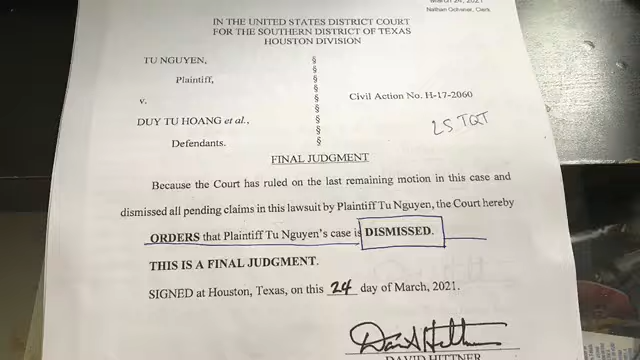 March 24, 2021
Nathan Ochsner, Clerk
IN THE UNITED STATES DISTRICT COURT
FOR THE SOUTHERN DISTRICT OF TEXAS
HOUSTON DIVISION
TU NGUYEN, §
Plaintiff, §
v. § Civil Action No. H-17-2060
DUY TU HOANG et al., §
Defendants. §
FINAL JUDGMENT
Because the Court has ruled on the last remaining motion in this case and
dismissed all pending claims in this lawsuit by Plaintiff Tu Nguyen, the Court hereby
ORDERS that Plaintiff Tu Nguyen's case is DISMISSED.
THIS IS A FINAL JUDGMENT.
SIGNED at Houston, Texas, on this 24 day of March, 2021.
DAVID HITTNER